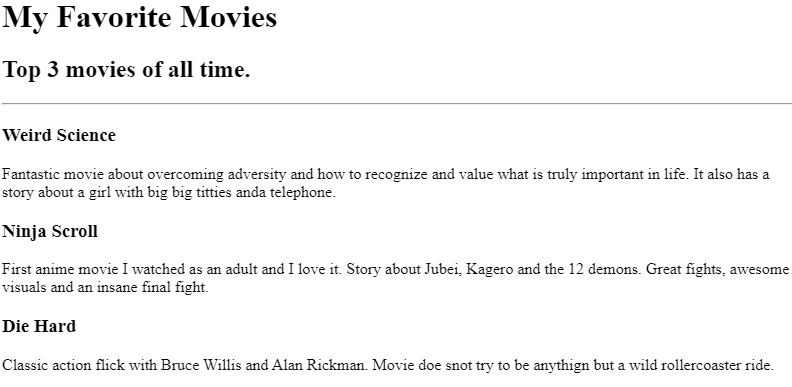 My Favorite Movies
Top 3 movies of all time.
Weird Science
Fantastic movie about overcoming adversity and how to recognize and value what is truly important in life. It also has a
story about a girl with big big titties anda telephone.
Ninja Scroll
First anime movie I watched as an adult and I love it. Story about Jubei, Kagero and the 12 demons. Great fights, awesome
visuals and an insane final fight.
Die Hard
Classic action flick with Bruce Willis and Alan Rickman. Movie doe snot try to be anythign but a wild rollercoaster ride.